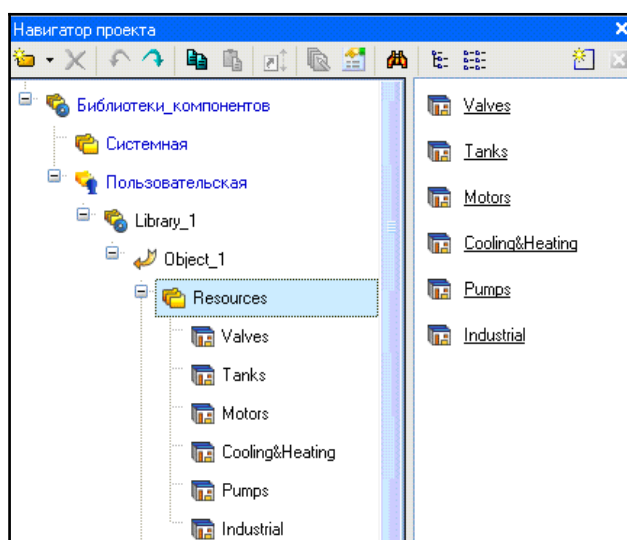 Навигатор проекта
Библиотеки_компонентов
Системная
Пользовательская
Library_1
Object_1
Resources
Valves
Tanks
Motors
Cooling&Heating
Pumps
Industrial
Valves
Tanks
Motors
Cooling&Heating
Pumps
Industrial